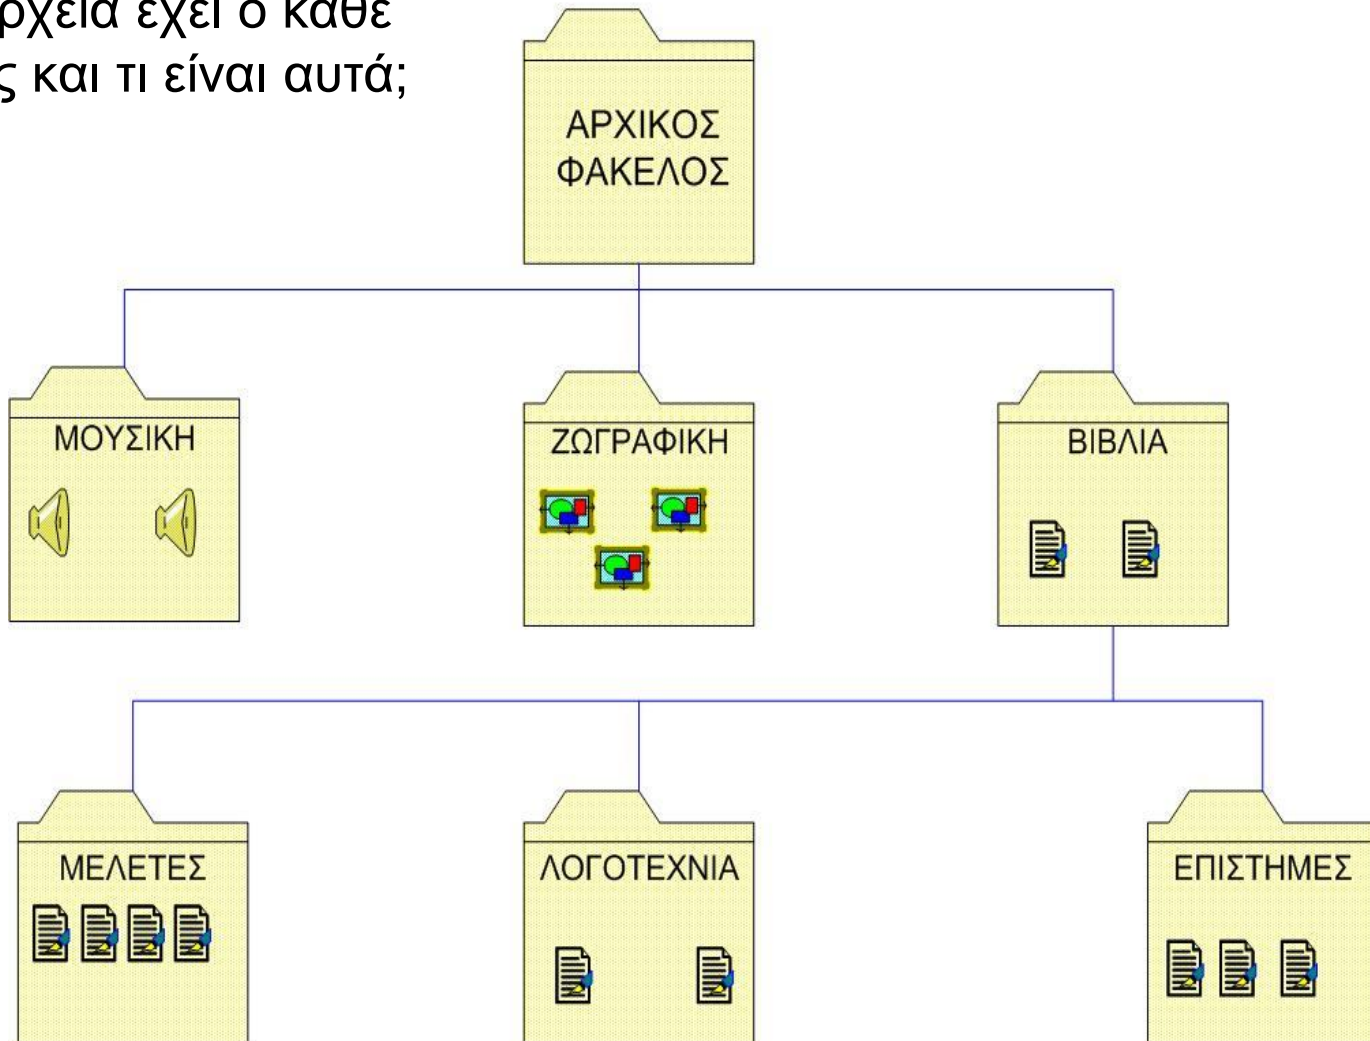 ρχεία έχει ο κάθε
ς και τι είναι αυτά;
ΑΡΧΙΚΟΣ
ΦΑΚΕΛΟΣ
ΜΟΥΣΙΚΗ
ΖΩΓΡΑΦΙΚΗ
ΒΙΒΛΙΑ
ΜΕΛΕΤΕΣ
ΛΟΓΟΤΕΧΝΙΑ
ΕΠΙΣΤΗΜΕΣ